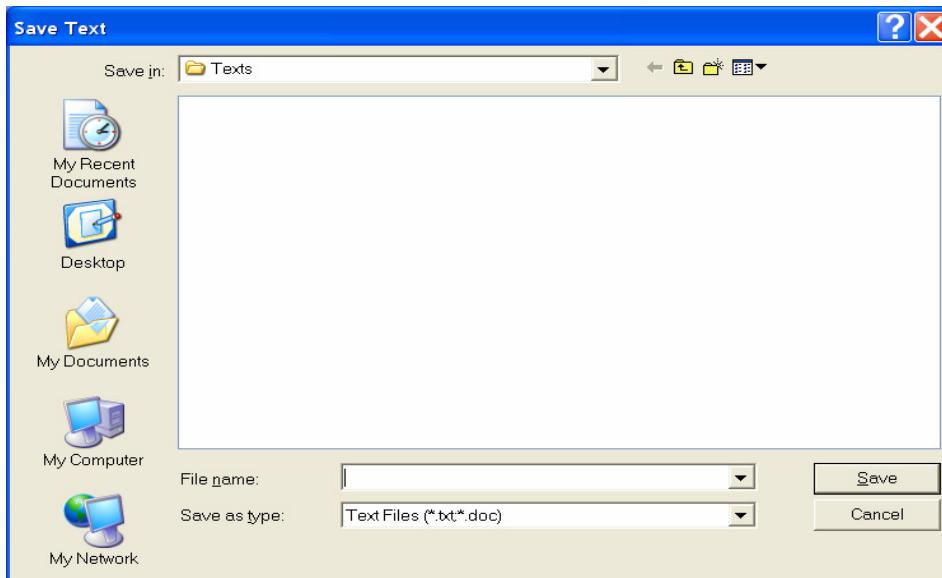 Save Text
?
Save in: Texts
My Recent
Documents
Desktop
My Documents
My Computer
My Network
File name:
Save
Save as type: Text Files (*.txt;*.doc)
Cancel